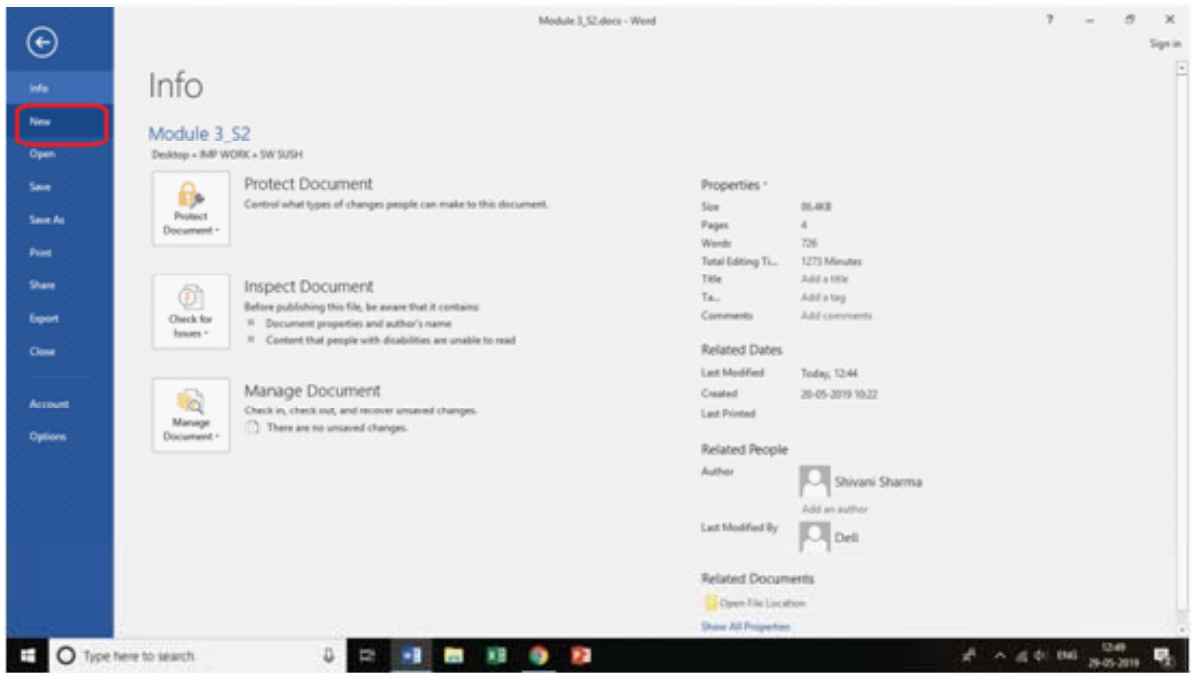 Module 3_S2.docx - Word
?
Sign in
Info
New
Open
Save
Save As
Print
Share
Export
Close
Account
Options
Info
Module 3_S2
Desktop » IMP WORK » SW SUSH
Protect
Document
Protect Document
Control what types of changes people can make to this document.
Check for
Issues
Inspect Document
Before publishing this file, be aware that it contains:
Document properties and author's name
Content that people with disabilities are unable to read
Manage
Document
Manage Document
Check in, check out, and recover unsaved changes.
There are no unsaved changes.
Properties
Size 86.4KB
Pages 4
Words 726
Total Editing Ti... 1273 Minutes
Title Add a title
Ta... Add a tag
Comments Add comments
Related Dates
Last Modified Today, 12:44
Created 20-05-2019 10:22
Last Printed
Related People
Author Shivani Sharma
Add an author
Last Modified By Dell
Related Documents
Open File Location
Show All Properties
Type here to search
ENG
12:49
29-05-2019